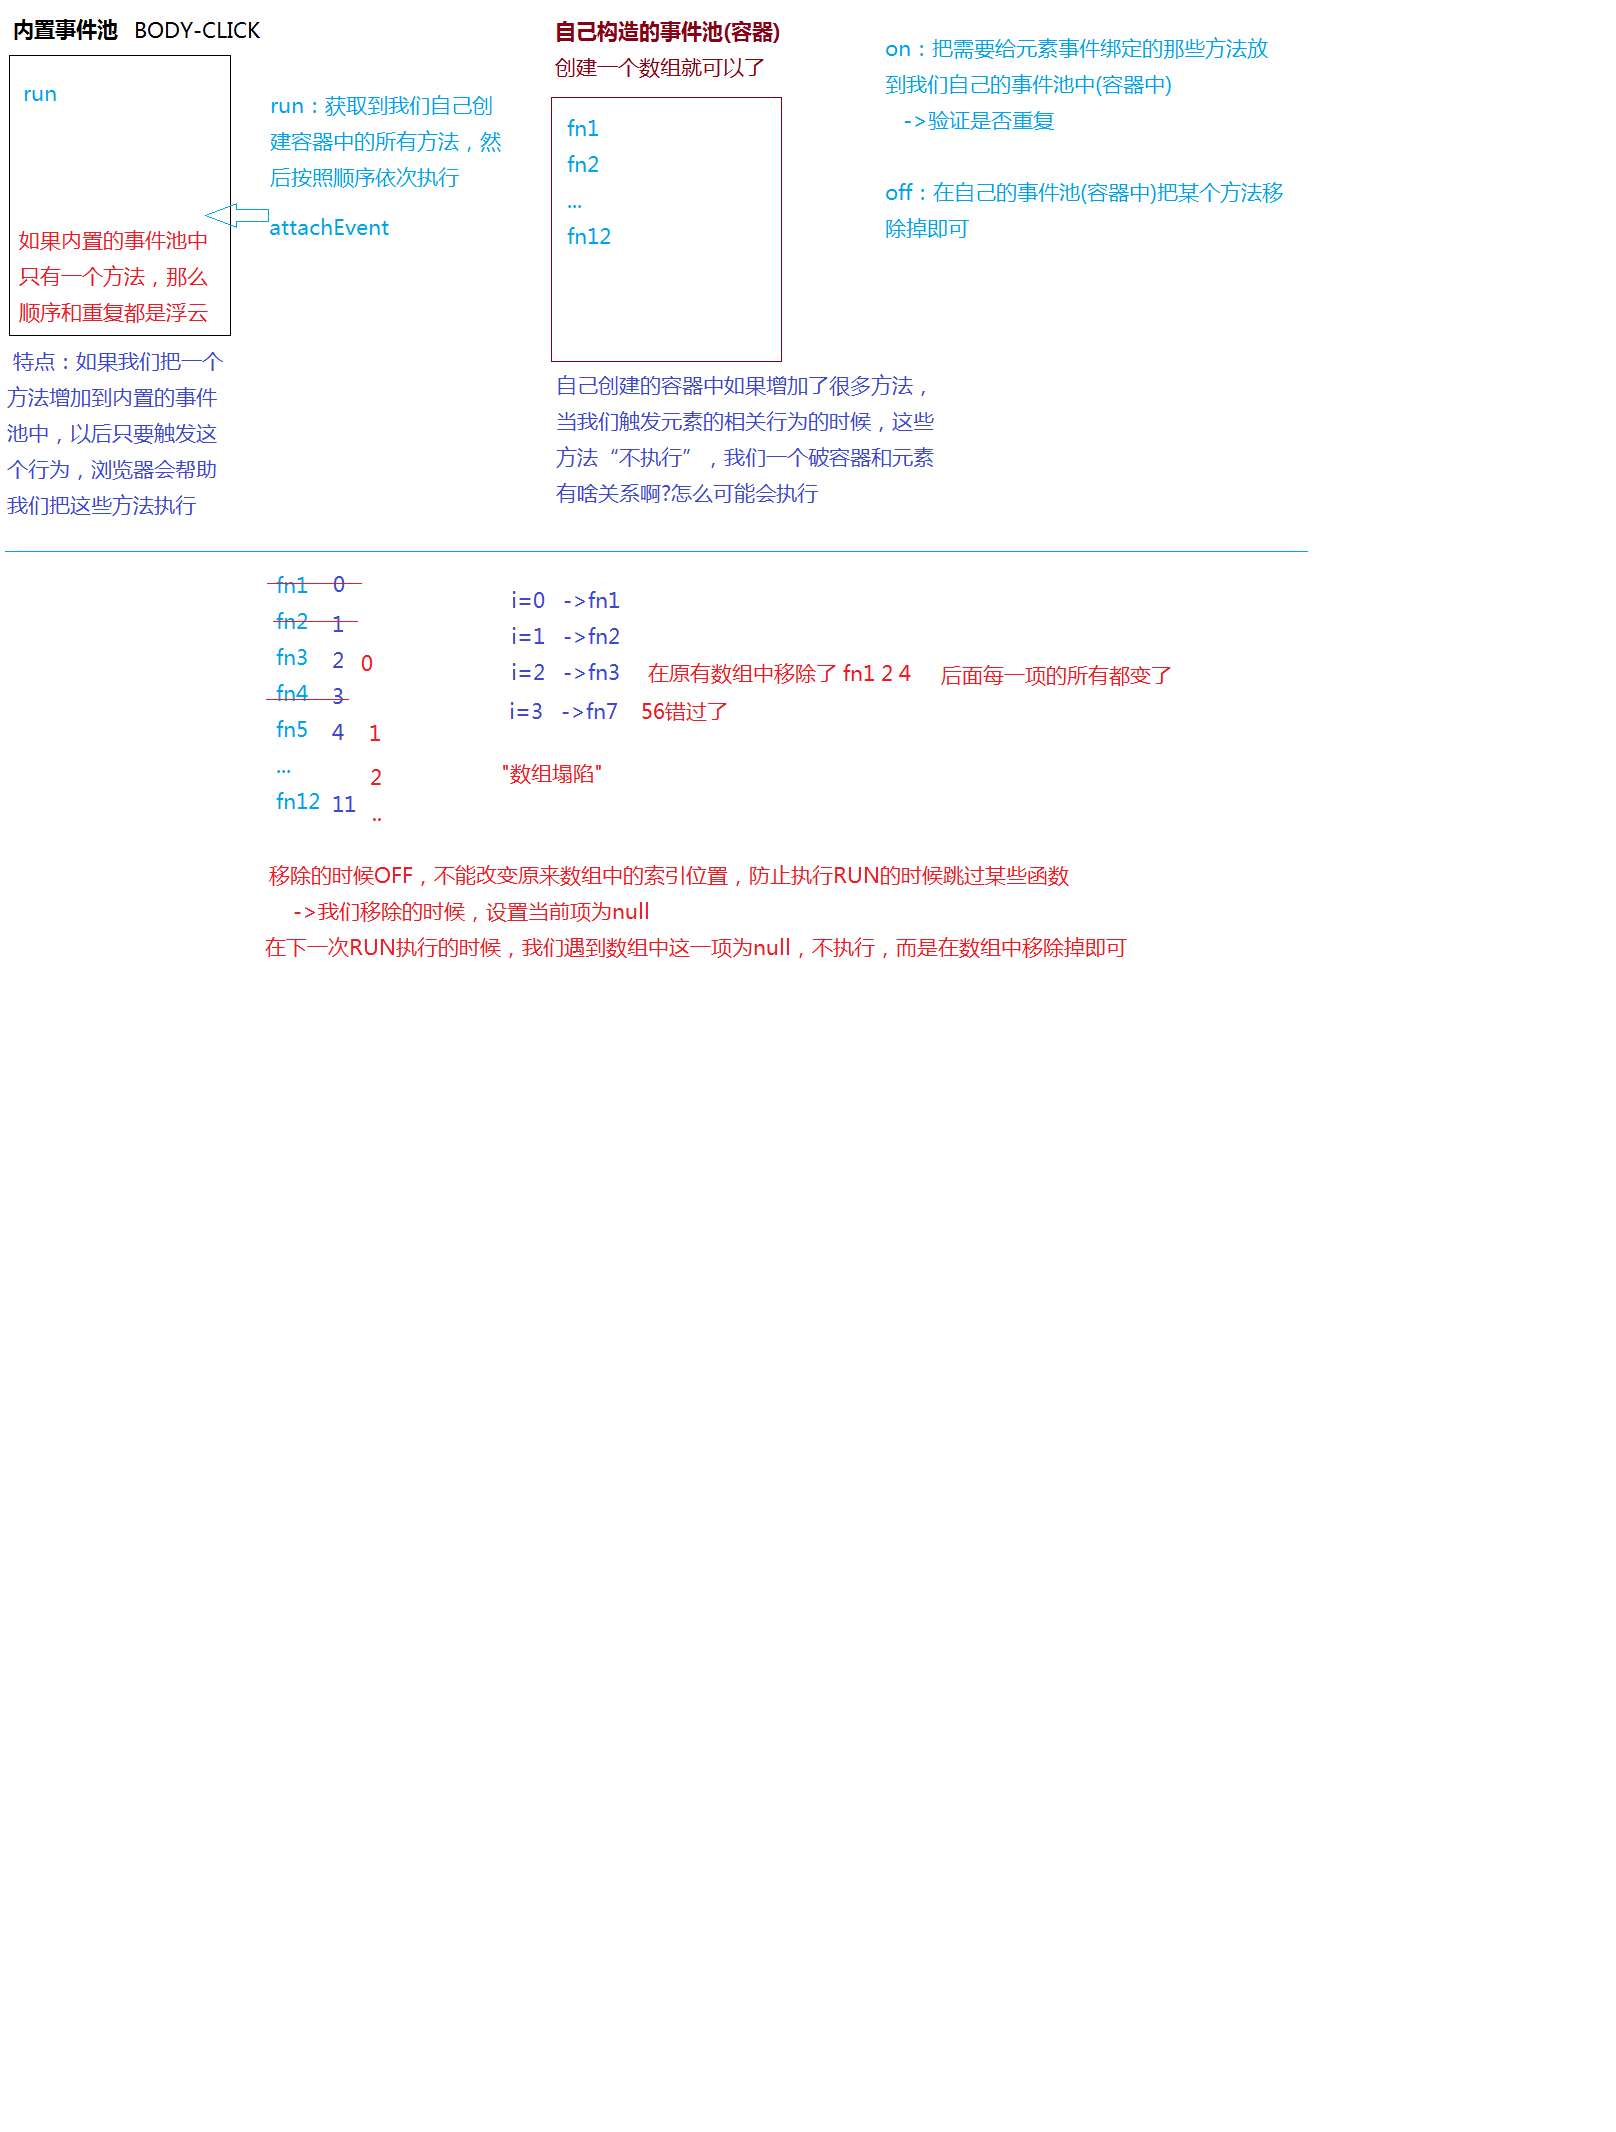 内置事件池 BODY-CLICK
run
如果内置的事件池中
只有一个方法，那么
顺序和重复都是浮云
特点：如果我们把一个
方法增加到内置的事件
池中，以后只要触发这
个行为，浏览器会帮助
我们把这些方法执行
run：获取到我们自己创
建容器中的所有方法，然
后按照顺序依次执行
attachEvent
自己构造的事件池(容器)
创建一个数组就可以了
fn1
fn2
...
fn12
自己创建的容器中如果增加了很多方法，
当我们触发元素的相关行为的时候，这些
方法“不执行”，我们一个破容器和元素
有啥关系啊?怎么可能会执行
on：把需要给元素事件绑定的那些方法放
到我们自己的事件池中(容器中)
->验证是否重复
off：在自己的事件池(容器中)把某个方法移
除掉即可
fn1 0
fn2 1
fn3 2 0
fn4 3
fn5 4 1
... 2
fn12 11 ..
i=0 ->fn1
i=1 ->fn2
i=2 ->fn3 在原有数组中移除了 fn1 2 4 后面每一项的所有都变了
i=3 ->fn7 56错过了
"数组塌陷"
移除的时候OFF，不能改变原来数组中的索引位置，防止执行RUN的时候跳过某些函数
->我们移除的时候，设置当前项为null
在下一次RUN执行的时候，我们遇到数组中这一项为null，不执行，而是在数组中移除掉即可